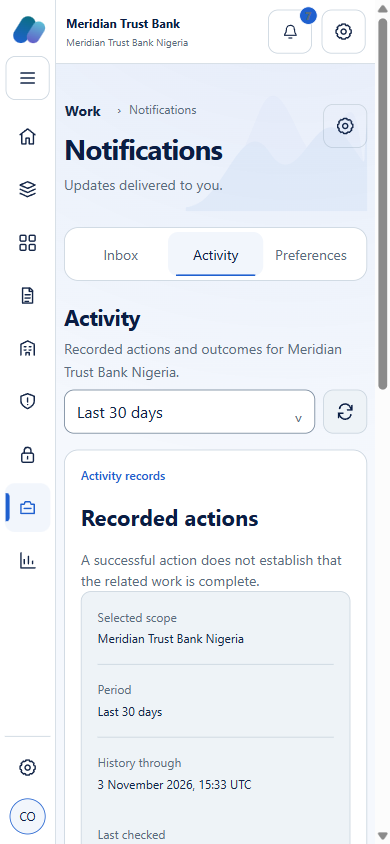 Meridian Trust Bank
Meridian Trust Bank Nigeria
Work › Notifications
Notifications
Updates delivered to you.
Inbox Activity Preferences
Activity
Recorded actions and outcomes for Meridian
Trust Bank Nigeria.
Last 30 days
Activity records
Recorded actions
A successful action does not establish that
the related work is complete.
Selected scope
Meridian Trust Bank Nigeria
Period
Last 30 days
History through
3 November 2026, 15:33 UTC
Last checked
CO